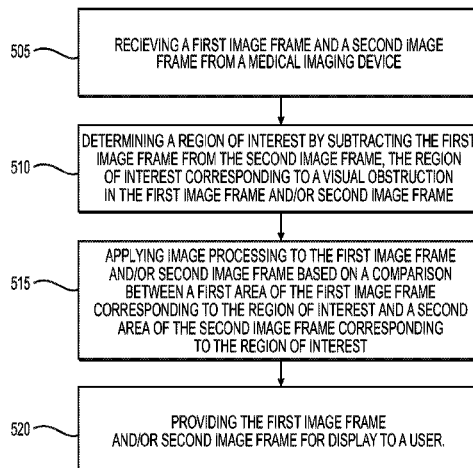 505
RECIEVING A FIRST IMAGE FRAME AND A SECOND IMAGE
FRAME FROM A MEDICAL IMAGING DEVICE
510
DETERMINING A REGION OF INTEREST BY SUBTRACTING THE FIRST
IMAGE FRAME FROM THE SECOND IMAGE FRAME, THE REGION
OF INTEREST CORRESPONDING TO A VISUAL OBSTRUCTION
IN THE FIRST IMAGE FRAME AND/OR SECOND IMAGE FRAME
515
APPLYING IMAGE PROCESSING TO THE FIRST IMAGE FRAME
AND/OR SECOND IMAGE FRAME BASED ON A COMPARISON
BETWEEN A FIRST AREA OF THE FIRST IMAGE FRAME
CORRESPONDING TO THE REGION OF INTEREST AND A SECOND
AREA OF THE SECOND IMAGE FRAME CORRESPONDING
TO THE REGION OF INTEREST
520
PROVIDING THE FIRST IMAGE FRAME
AND/OR SECOND IMAGE FRAME FOR DISPLAY TO A USER.